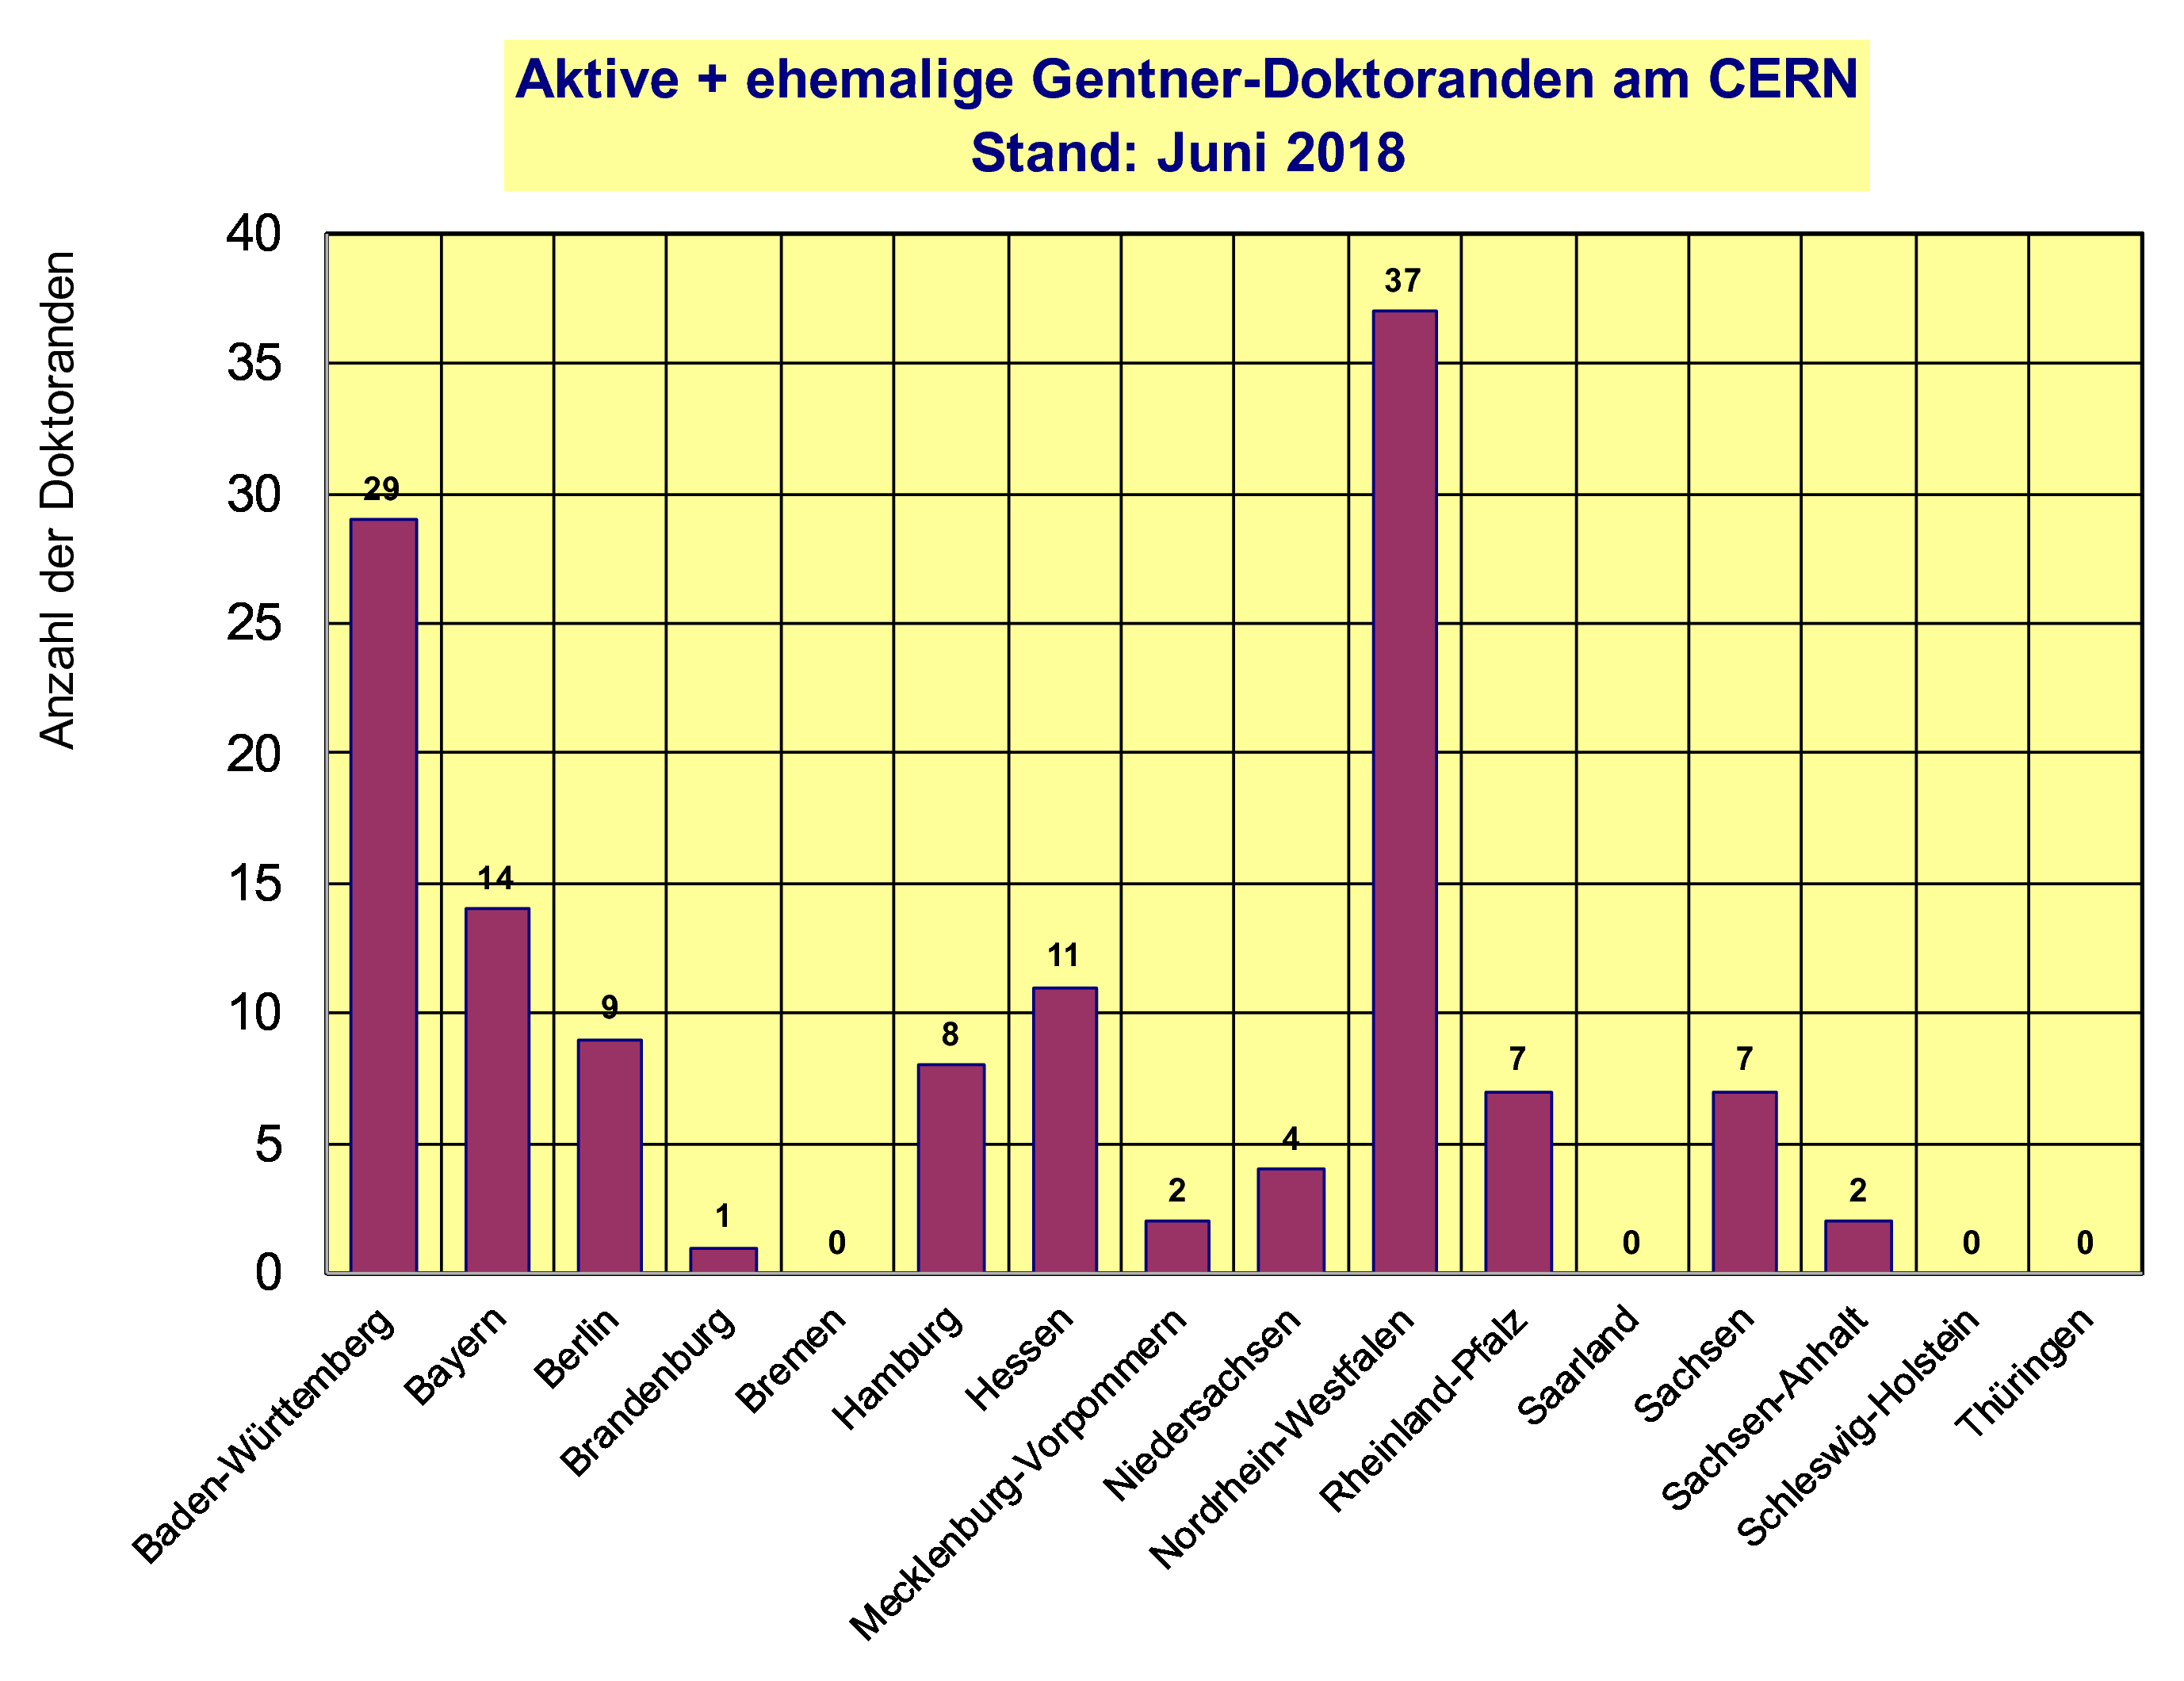 Aktive + ehemalige Gentner-Doktoranden am CERN
Stand: Juni 2018
Anzahl der Doktoranden
40
35
30
25
20
15
10
5
0
29
14
9
1
0
8
11
2
4
37
7
0
7
2
0
0
Baden-Württemberg
Bayern
Berlin
Brandenburg
Bremen
Hamburg
Hessen
Mecklenburg-Vorpommern
Niedersachsen
Nordrhein-Westfalen
Rheinland-Pfalz
Saarland
Sachsen
Sachsen-Anhalt
Schleswig-Holstein
Thüringen